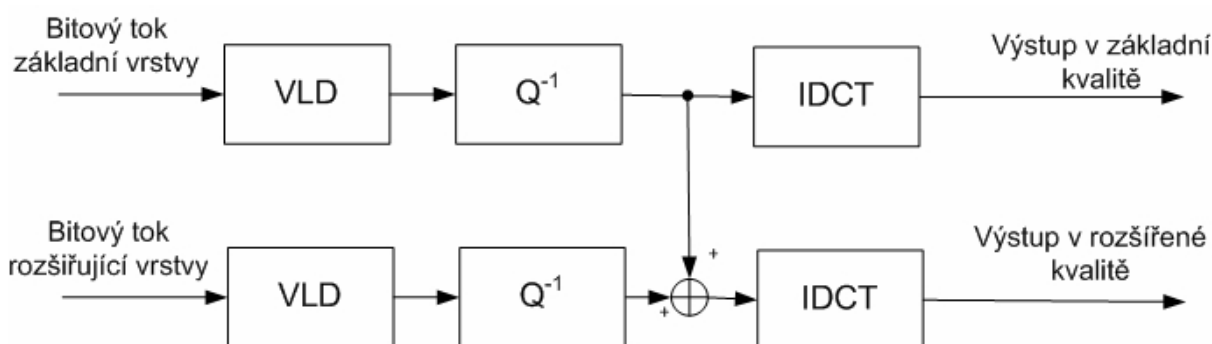 Bitový tok
základní vrstvy
VLD
Q⁻¹
IDCT
Výstup v základní
kvalitě
Bitový tok
rozšiřující vrstvy
VLD
Q⁻¹
+
+
IDCT
Výstup v rozšířené
kvalitě